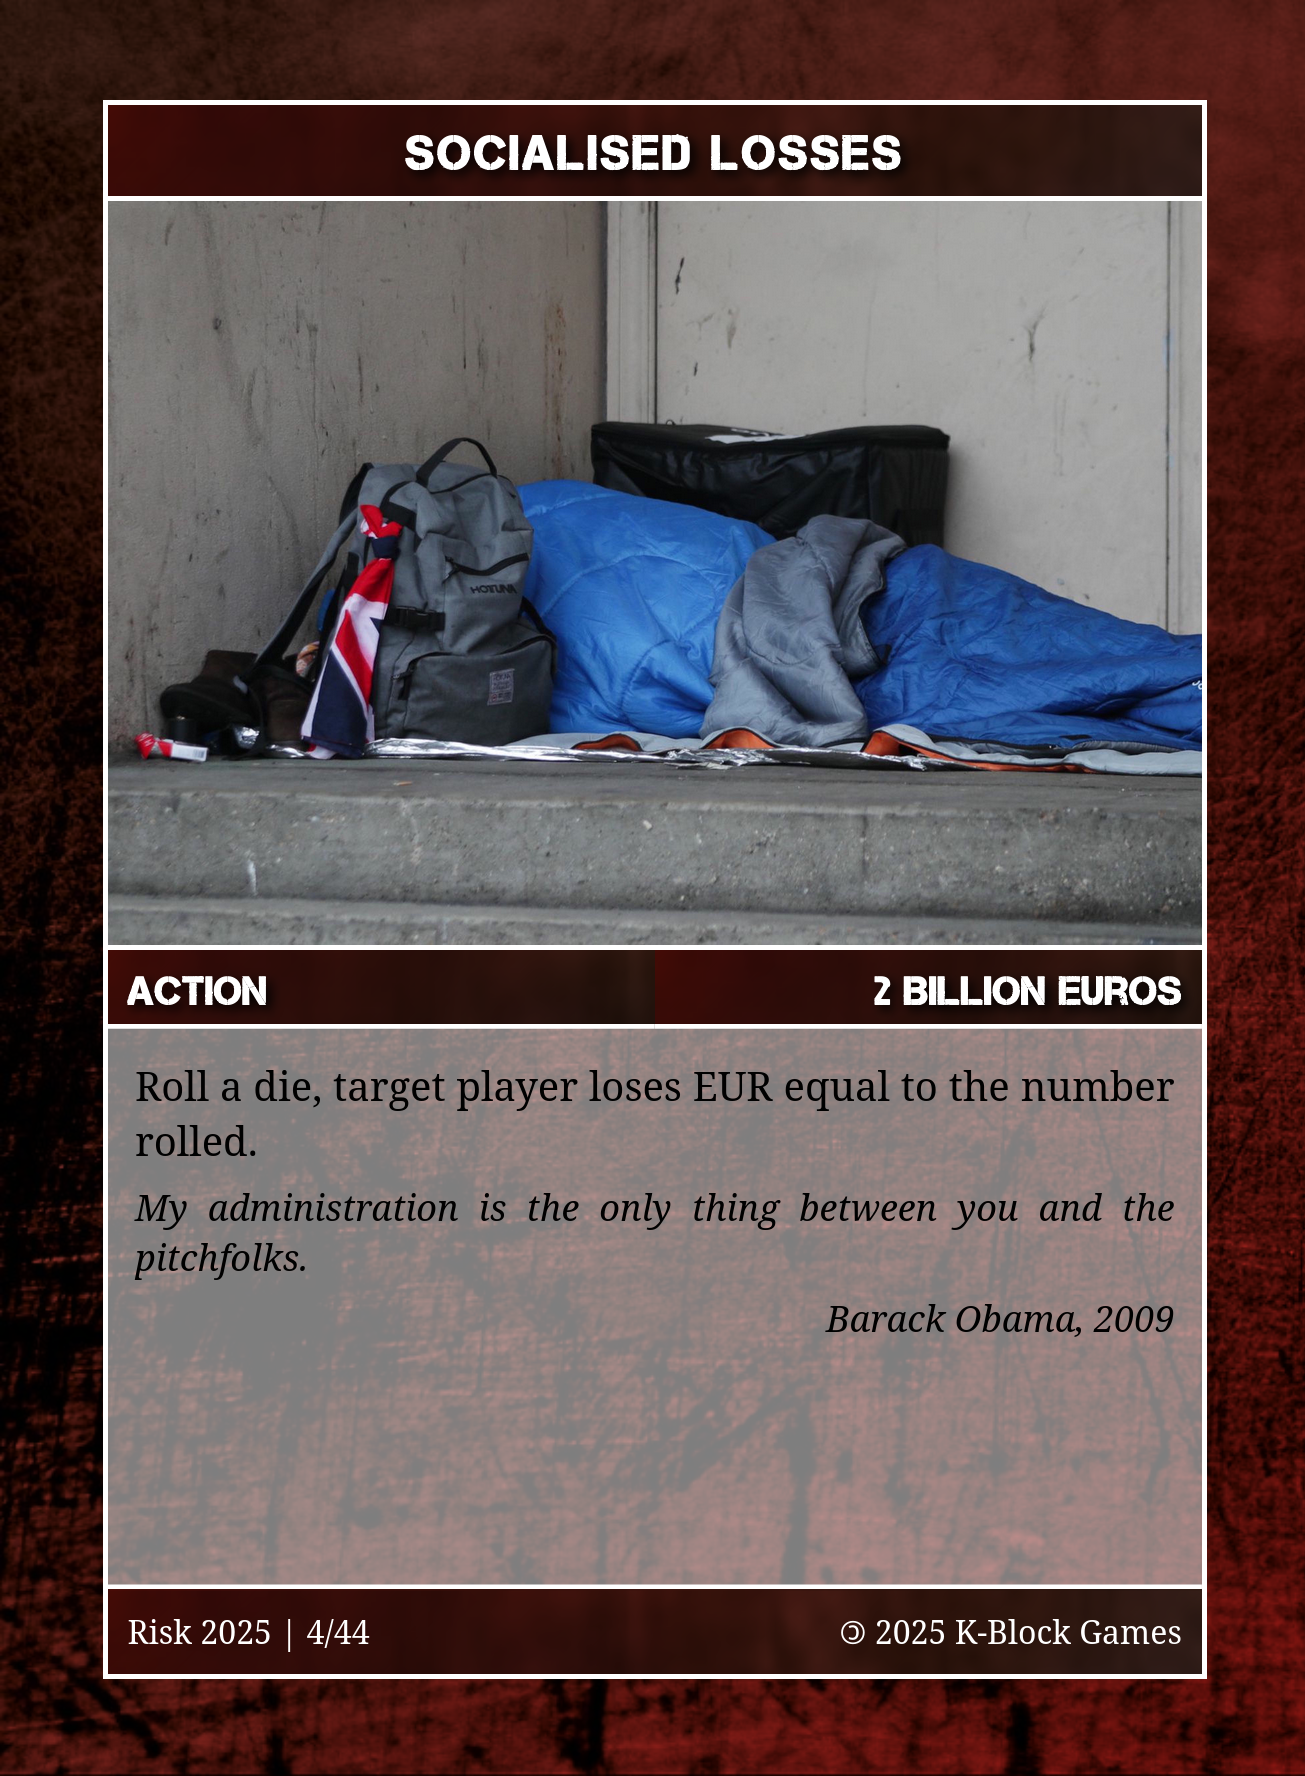 SOCIALISED LOSSES
HOTUNA
ACTION
2 BILLION EUROS
Roll a die, target player loses EUR equal to the number
rolled.
My administration is the only thing between you and the
pitchfolks.
Barack Obama, 2009
Risk 2025 | 4/44
🄯 2025 K-Block Games